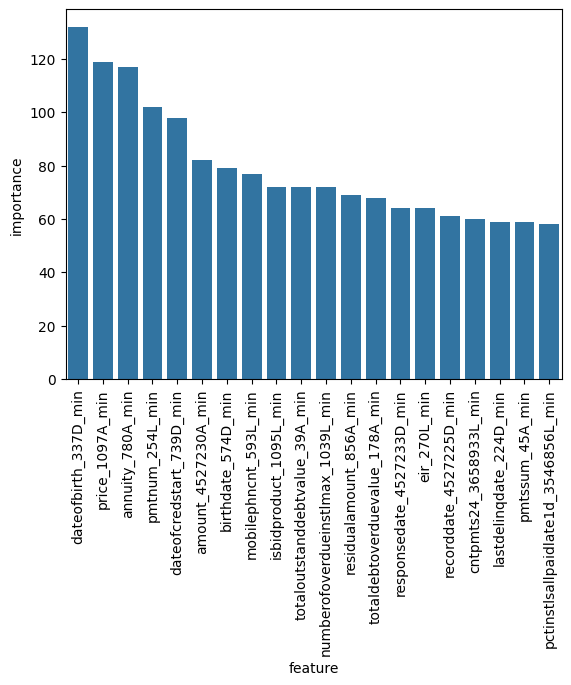 importance
120
100
80
60
40
20
0
dateofbirth_337D_min
price_1097A_min
annuity_780A_min
pmtnum_254L_min
dateofcredstart_739D_min
amount_4527230A_min
birthdate_574D_min
mobilephncnt_593L_min
isbidproduct_1095L_min
totaloutstanddebtvalue_39A_min
numberofoverdueinstlmax_1039L_min
residualamount_856A_min
totaldebtoverduevalue_178A_min
responsedate_4527233D_min
eir_270L_min
recorddate_4527225D_min
cntpmts24_3658933L_min
lastdelinqdate_224D_min
pmtssum_45A_min
pctinstlsallpaidlate1d_3546856L_min
feature